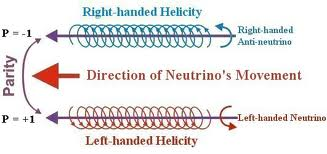 Right-handed Helicity
P = -1
Right-handed
Anti-neutrino
Parity
Direction of Neutrino's Movement
P = +1
Left-handed Neutrino
Left-handed Helicity